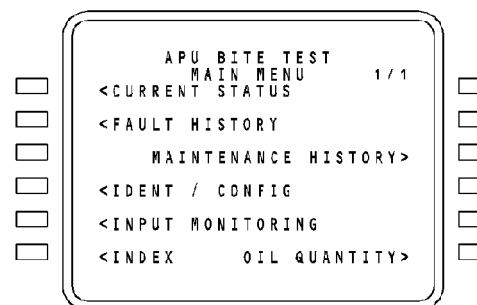 APU BITE TEST
MAIN MENU 1/1
<CURRENT STATUS
<FAULT HISTORY
MAINTENANCE HISTORY>
<IDENT / CONFIG
<INPUT MONITORING
<INDEX OIL QUANTITY>